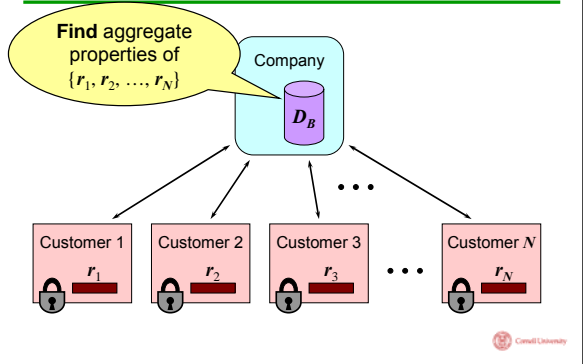 Find aggregate
properties of
{r1, r2, …, rN}
Company
DB
• • •
Customer 1
Customer 2
Customer 3
• • •
Customer N
r1
r2
r3
rN
Cornell University